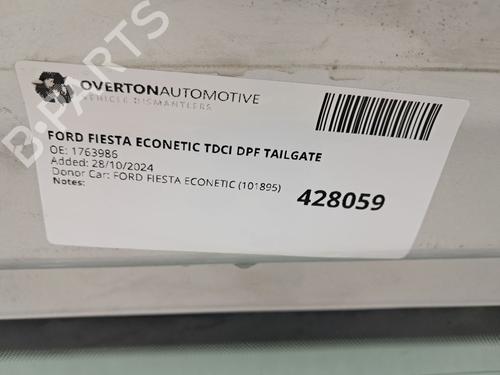 B-PARTS
OVERTONAUTOMOTIVE
VEHICLE DISMANTLERS
FORD FIESTA ECONETIC TDCI DPF TAILGATE
OE: 1763986
Added: 28/10/2024
Donor Car: FORD FIESTA ECONETIC (101895)
Notes:
428059